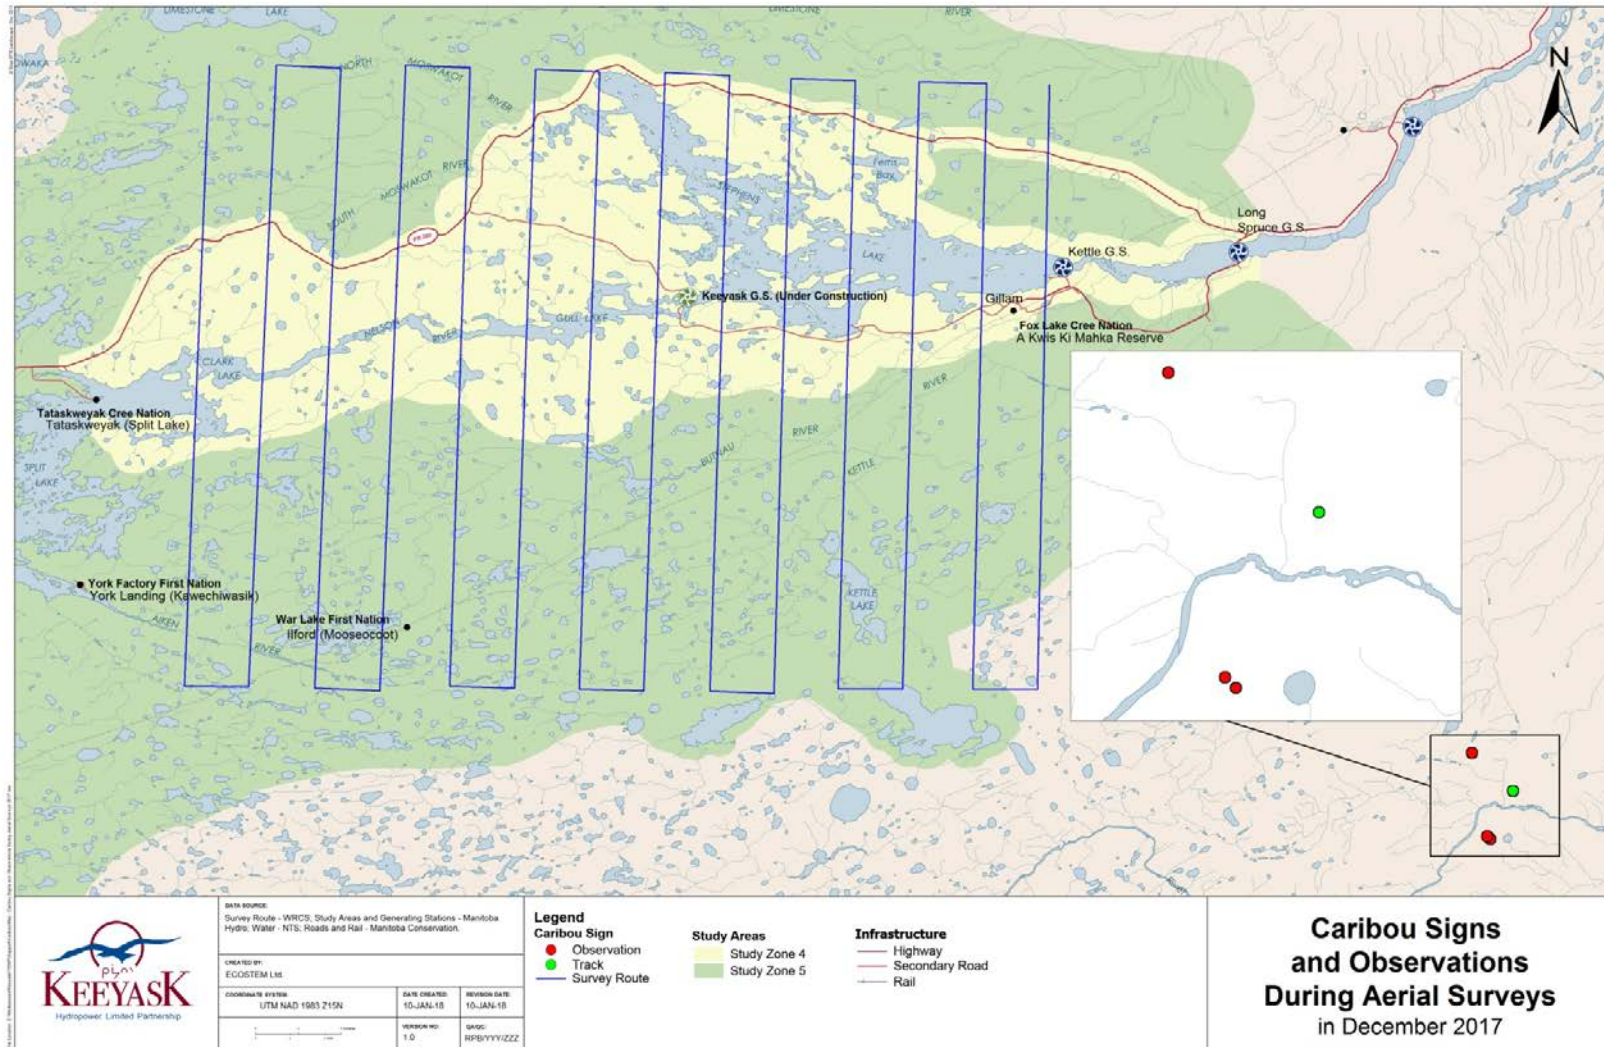 LIMESTONE
LAKE
LIMESTONE
RIVER
NORTH
MOSWAKOT
RIVER
N
Ferris
Bay
SOUTH
MOSWAKOT
RIVER
STEPHENS
LAKE
Long
Spruce G.S.
Kettle G.S.
Keeyask G.S. (Under Construction)
Gillam
GULL LAKE
NELSON
RIVER
Fox Lake Cree Nation
A Kwis Ki Mahka Reserve
CLARK
LAKE
RIVER
Tataskweyak Cree Nation
Tataskweyak (Split Lake)
BUTNAU
RIVER
KETTLE
SPLIT
LAKE
York Factory First Nation
York Landing (Kawechiwasik)
KETTLE
LAKE
War Lake First Nation
Ilford (Mooseocoot)
AIKEN
RIVER
KEEYASK
Hydropower Limited Partnership
DATA SOURCE:
Survey Route - WRCS; Study Areas and Generating Stations - Manitoba
Hydro; Water - NTS; Roads and Rail - Manitoba Conservation.
CREATED BY:
ECOSTEM Ltd.
COORDINATE SYSTEM:
UTM NAD 1983 Z15N
DATE CREATED:
10-JAN-18
REVISION DATE:
10-JAN-18
VERSION NO:
1.0
QA/QC:
RPB/YYY/ZZZ
Legend
Caribou Sign
Observation
Track
Survey Route
Study Areas
Study Zone 4
Study Zone 5
Infrastructure
Highway
Secondary Road
Rail
Caribou Signs
and Observations
During Aerial Surveys
in December 2017